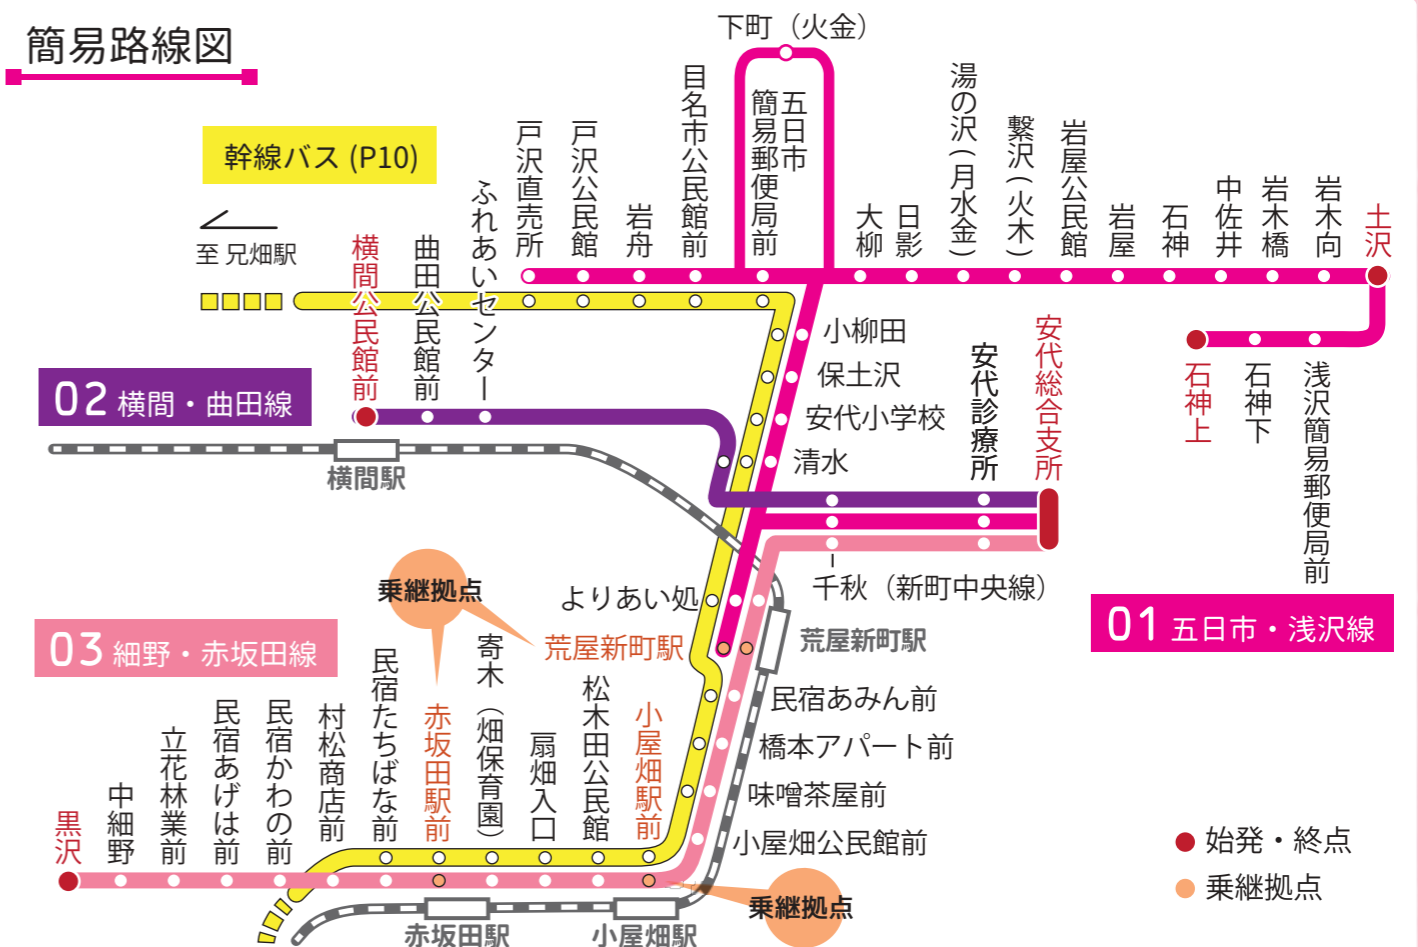 簡易路線図
下町（火金）
幹線バス (P10)
至 兄畑駅
横間公民館前
曲田公民館前
ふれあいセンター
戸沢直売所
戸沢公民館
岩舟
目名市公民館前
五日市
簡易郵便局前
大柳
日影
湯の沢（月水金）
繋沢（火木）
岩屋公民館
岩屋
石神
中佐井
岩木橋
岩木向
土沢
小柳田
保土沢
安代小学校
清水
安代診療所
安代総合支所
石神上
石神下
浅沢簡易郵便局前
02 横間・曲田線
横間駅
千秋（新町中央線）
01 五日市・浅沢線
乗継拠点
よりあい処
荒屋新町駅
荒屋新町駅
03 細野・赤坂田線
黒沢
中細野
立花林業前
民宿あげは前
民宿かわの前
村松商店前
民宿たちばな前
赤坂田駅前
寄木（畑保育園）
扇畑入口
松木田公民館
小屋畑駅前
民宿あみん前
橋本アパート前
味噌茶屋前
小屋畑公民館前
乗継拠点
赤坂田駅
小屋畑駅
始発・終点
乗継拠点